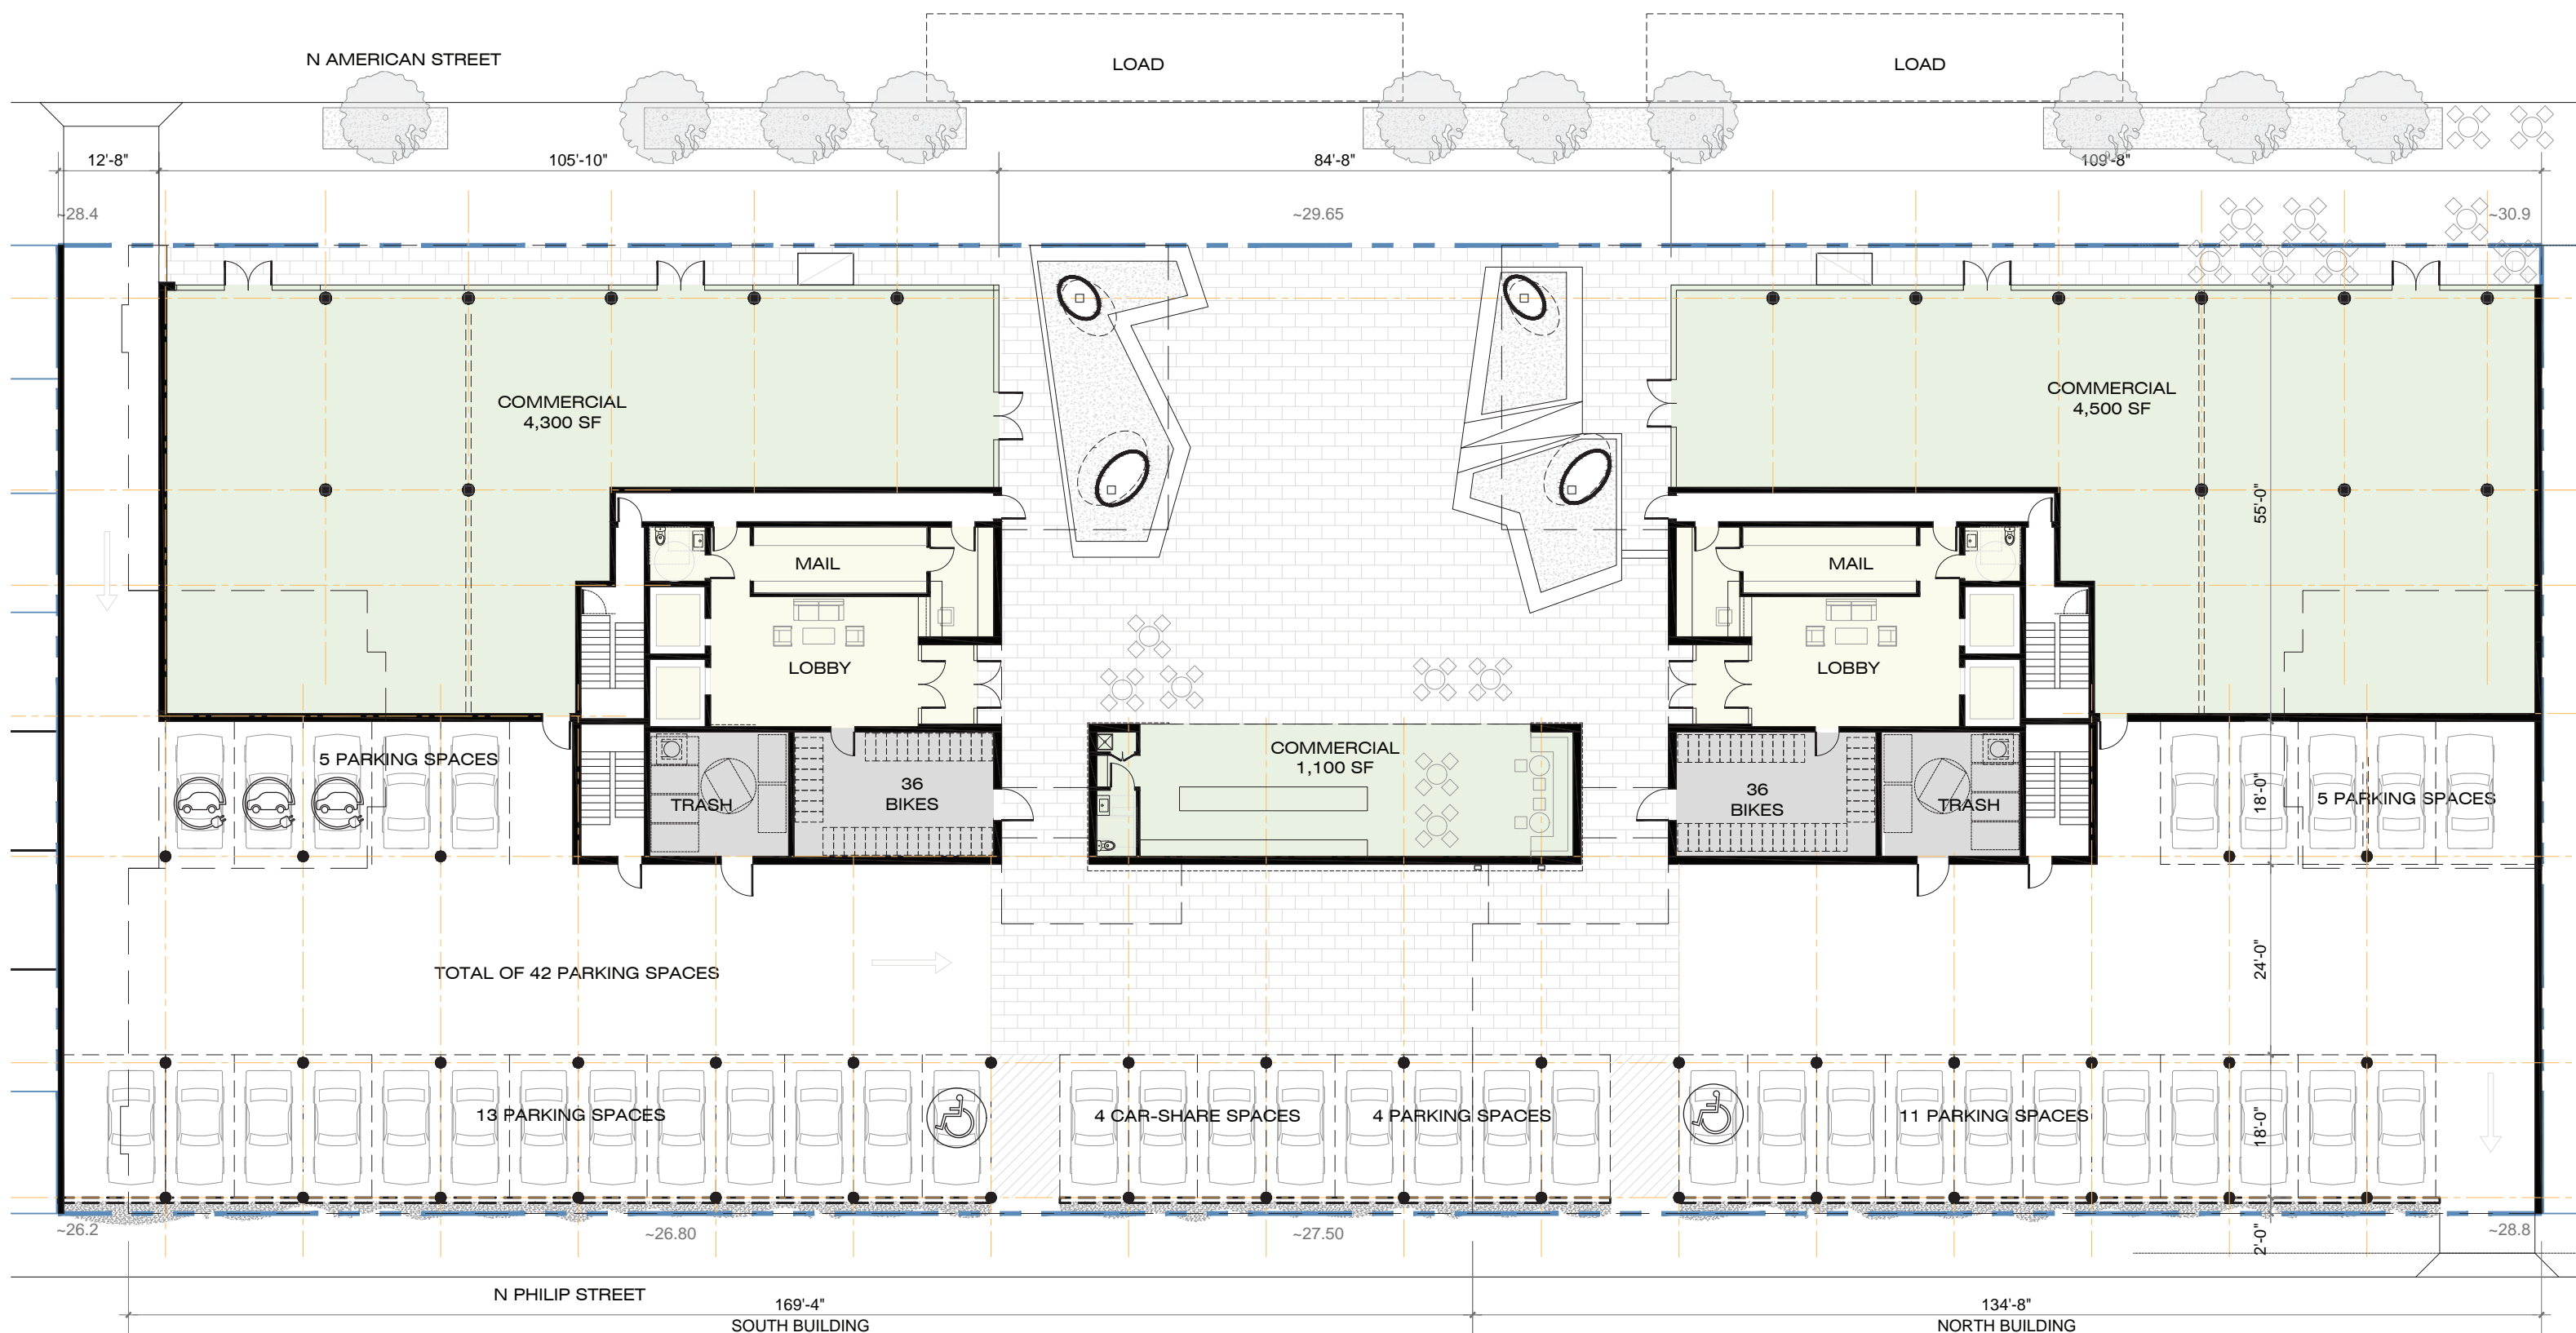 N AMERICAN STREET
LOAD
LOAD
12'-8"
105'-10"
84'-8"
109'-8"
~28.4
~29.65
~30.9
COMMERCIAL
4,300 SF
COMMERCIAL
4,500 SF
55'-0"
MAIL
MAIL
LOBBY
LOBBY
5 PARKING SPACES
COMMERCIAL
1,100 SF
36
BIKES
TRASH
36
BIKES
TRASH
18'-0"
5 PARKING SPACES
TOTAL OF 42 PARKING SPACES
24'-0"
13 PARKING SPACES
4 CAR-SHARE SPACES
4 PARKING SPACES
11 PARKING SPACES
18'-0"
~26.2
~26.80
~27.50
2'-0"
~28.8
N PHILIP STREET
169'-4"
SOUTH BUILDING
134'-8"
NORTH BUILDING